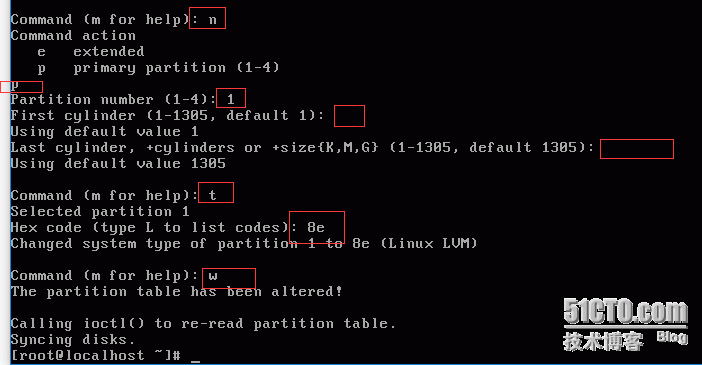 Command (m for help): n
Command action
e   extended
p   primary partition (1-4)
p
Partition number (1-4): 1
First cylinder (1-1305, default 1):
Using default value 1
Last cylinder, +cylinders or +size{K,M,G} (1-1305, default 1305):
Using default value 1305
Command (m for help): t
Selected partition 1
Hex code (type L to list codes): 8e
Changed system type of partition 1 to 8e (Linux LVM)
Command (m for help): w
The partition table has been altered!
Calling ioctl() to re-read partition table.
Syncing disks.
[root@localhost ~]# _
51CTO.com
技术博客 Blog